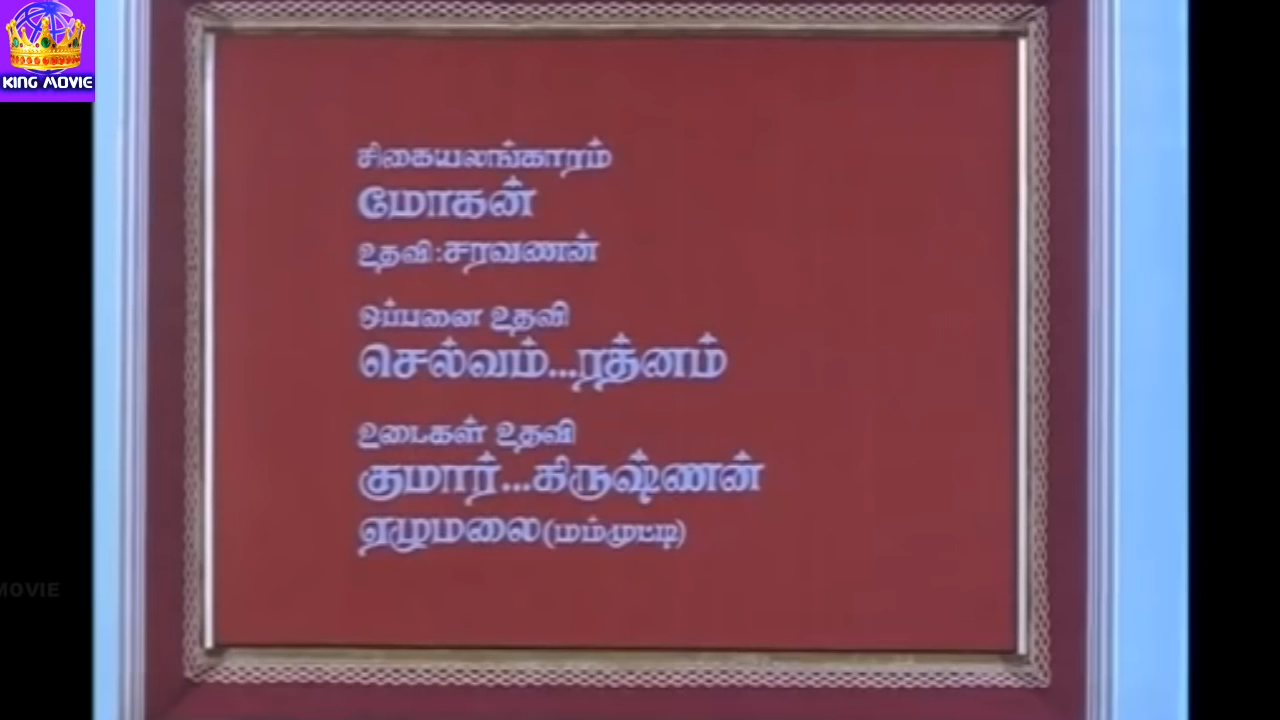 KING MOVIE
சிகையலங்காரம்
மோகன்
உதவி:சரவணன்
ஒப்பனை உதவி
செல்வம்...ரத்னம்
உடைகள் உதவி
குமார்...கிருஷ்ணன்
ஏழுமலை(மம்முட்டி)
MOVIE